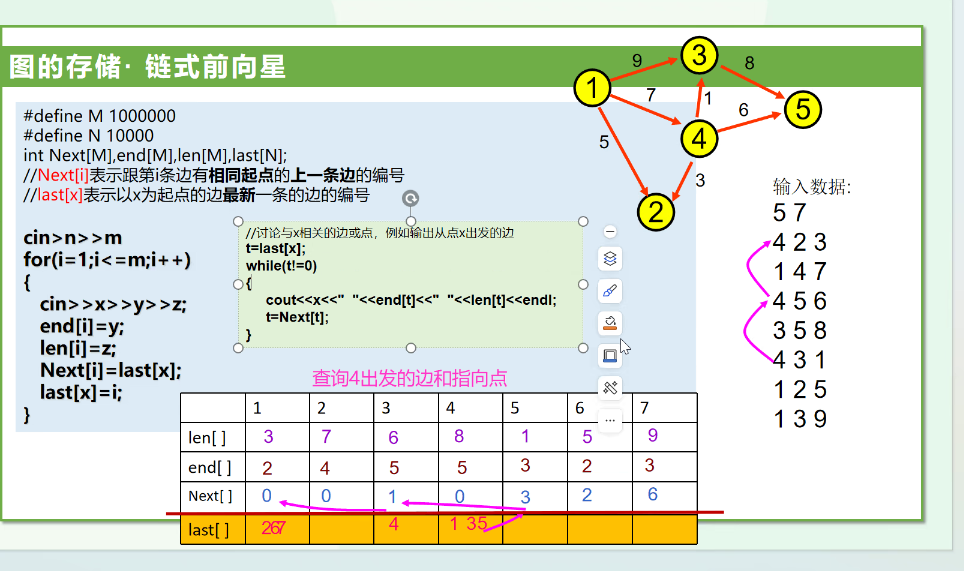 图的存储· 链式前向星
#define M 1000000
#define N 10000
int Next[M],end[M],len[M],last[N];
//Next[i]表示跟第i条边有相同起点的上一条边的编号
//last[x]表示以x为起点的边最新一条的边的编号
cin>n>>m
for(i=1;i<=m;i++)
{
cin>>x>>y>>z;
end[i]=y;
len[i]=z;
Next[i]=last[x];
last[x]=i;
}
//讨论与x相关的边或点，例如输出从点x出发的边
t=last[x];
while(t!=0)
{
cout<<x<<" "<<end[t]<<" "<<len[t]<<endl;
t=Next[t];
}
1
3
5
4
2
9
8
7
1
6
5
3
输入数据:
5 7
4 2 3
1 4 7
4 5 6
3 5 8
4 3 1
1 2 5
1 3 9
查询4出发的边和指向点
1 2 3 4 5 6 7
len[ ] 3 7 6 8 1 5 9
end[ ] 2 4 5 5 3 2 3
Next[ ] 0 0 1 0 3 2 6
last[ ] 267 4 1 35